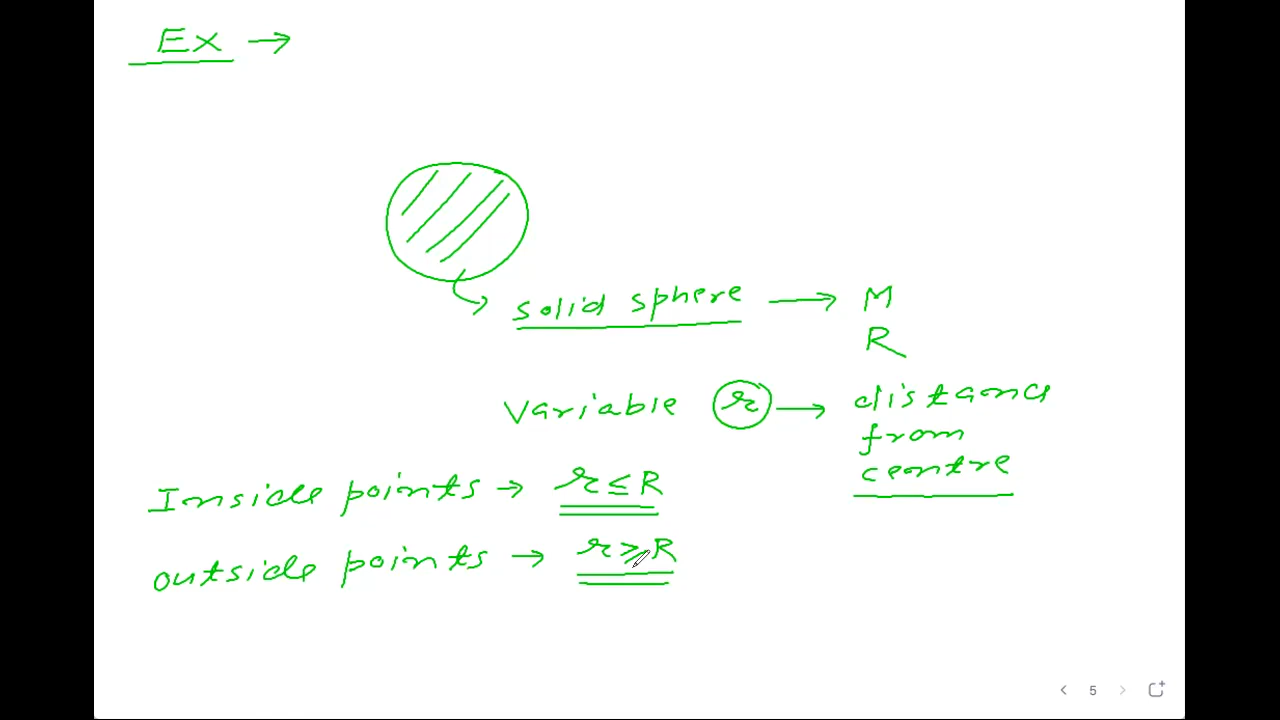 Ex →
solid sphere → M
R
variable r → distance
from
centre
Inside points → r ≤ R
outside points → r ≥ R
5